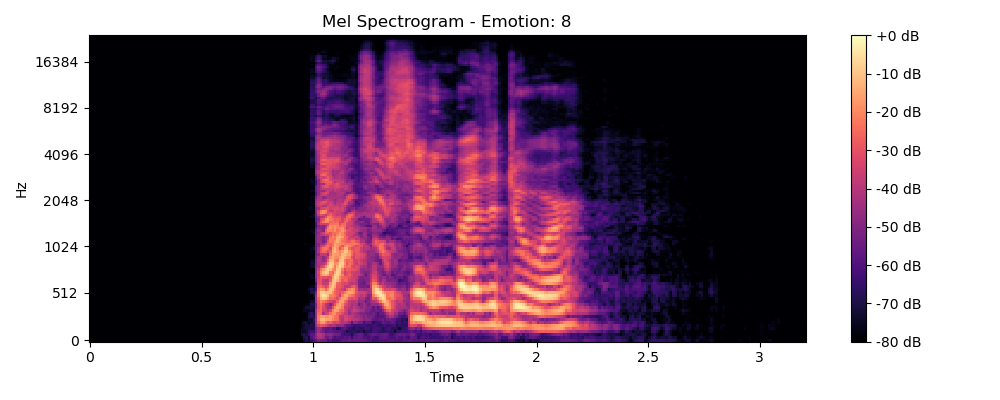 Mel Spectrogram - Emotion: 8
Hz
16384
8192
4096
2048
1024
512
0
0 0.5 1 1.5 2 2.5 3
Time
+0 dB
-10 dB
-20 dB
-30 dB
-40 dB
-50 dB
-60 dB
-70 dB
-80 dB